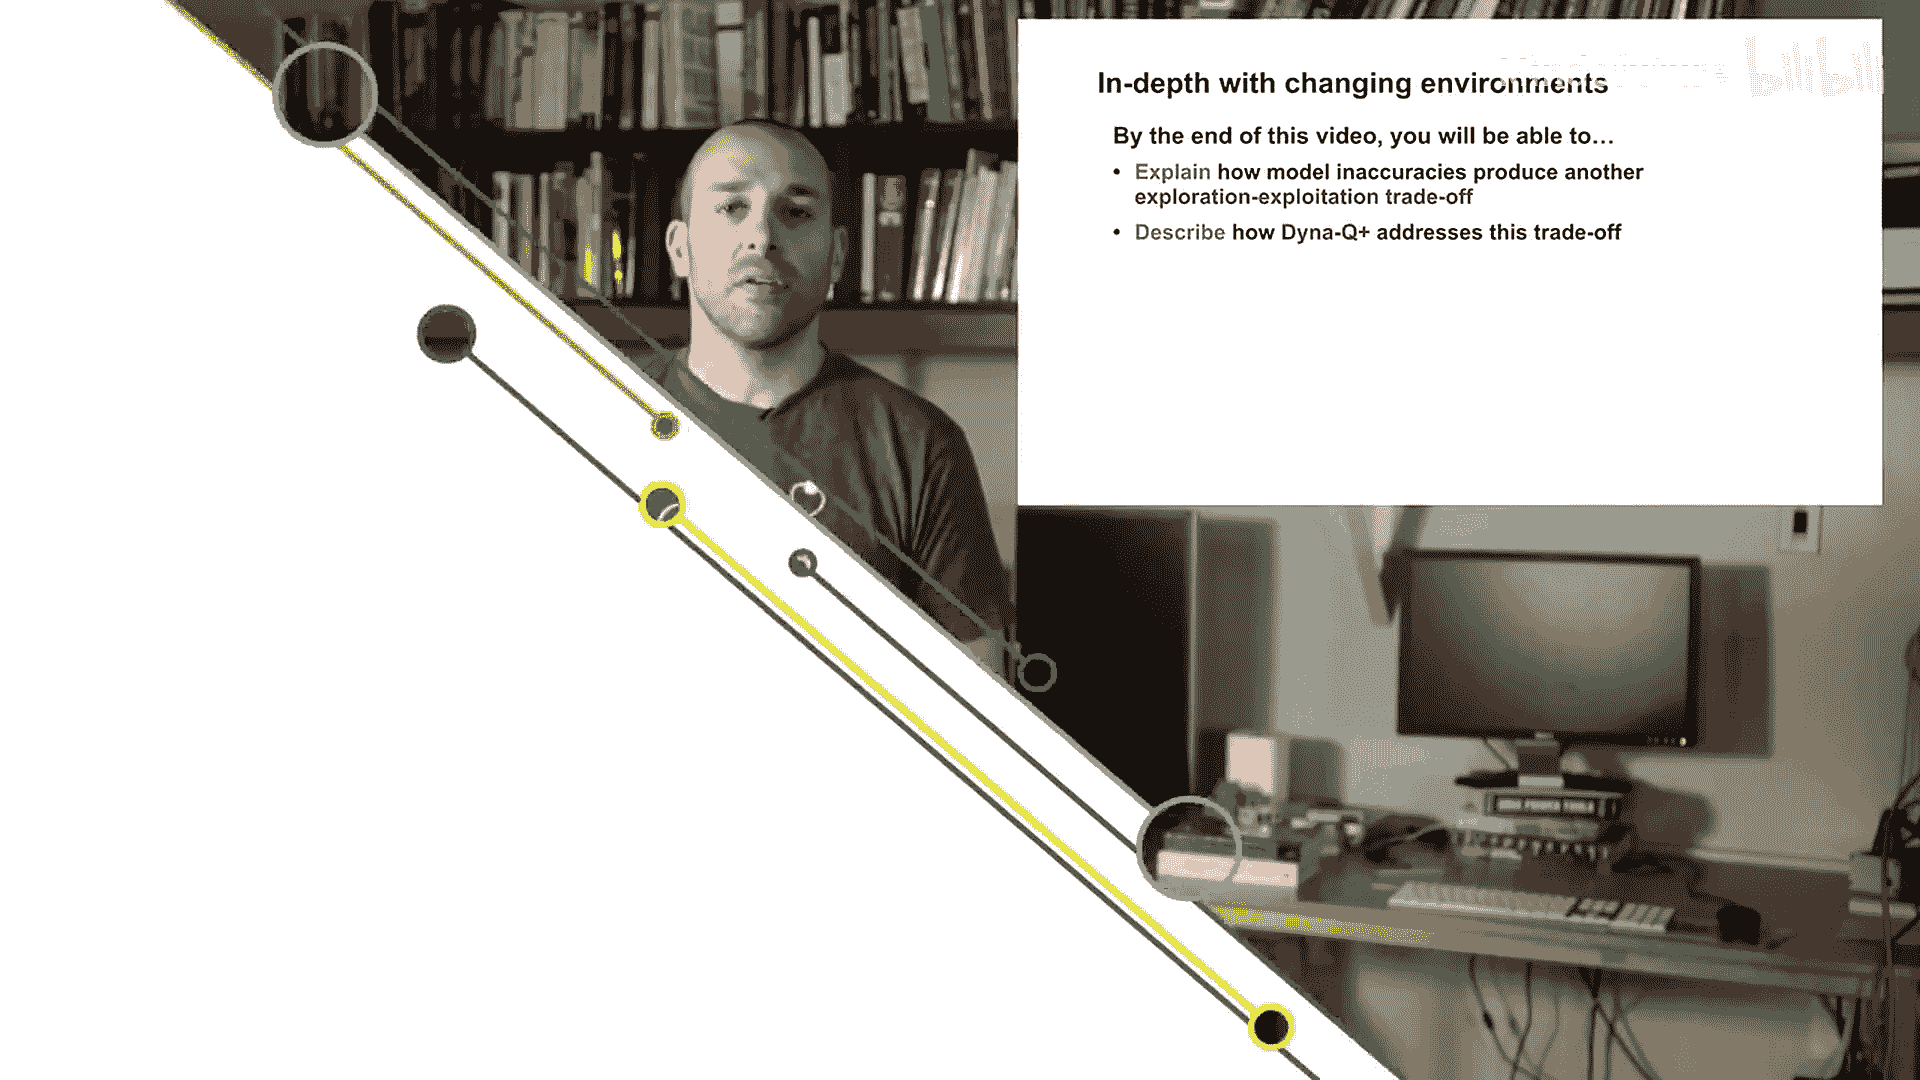 In-depth with changing environments
bilibili
By the end of this video, you will be able to…
• Explain how model inaccuracies produce another
exploration-exploitation trade-off
• Describe how Dyna-Q+ addresses this trade-off